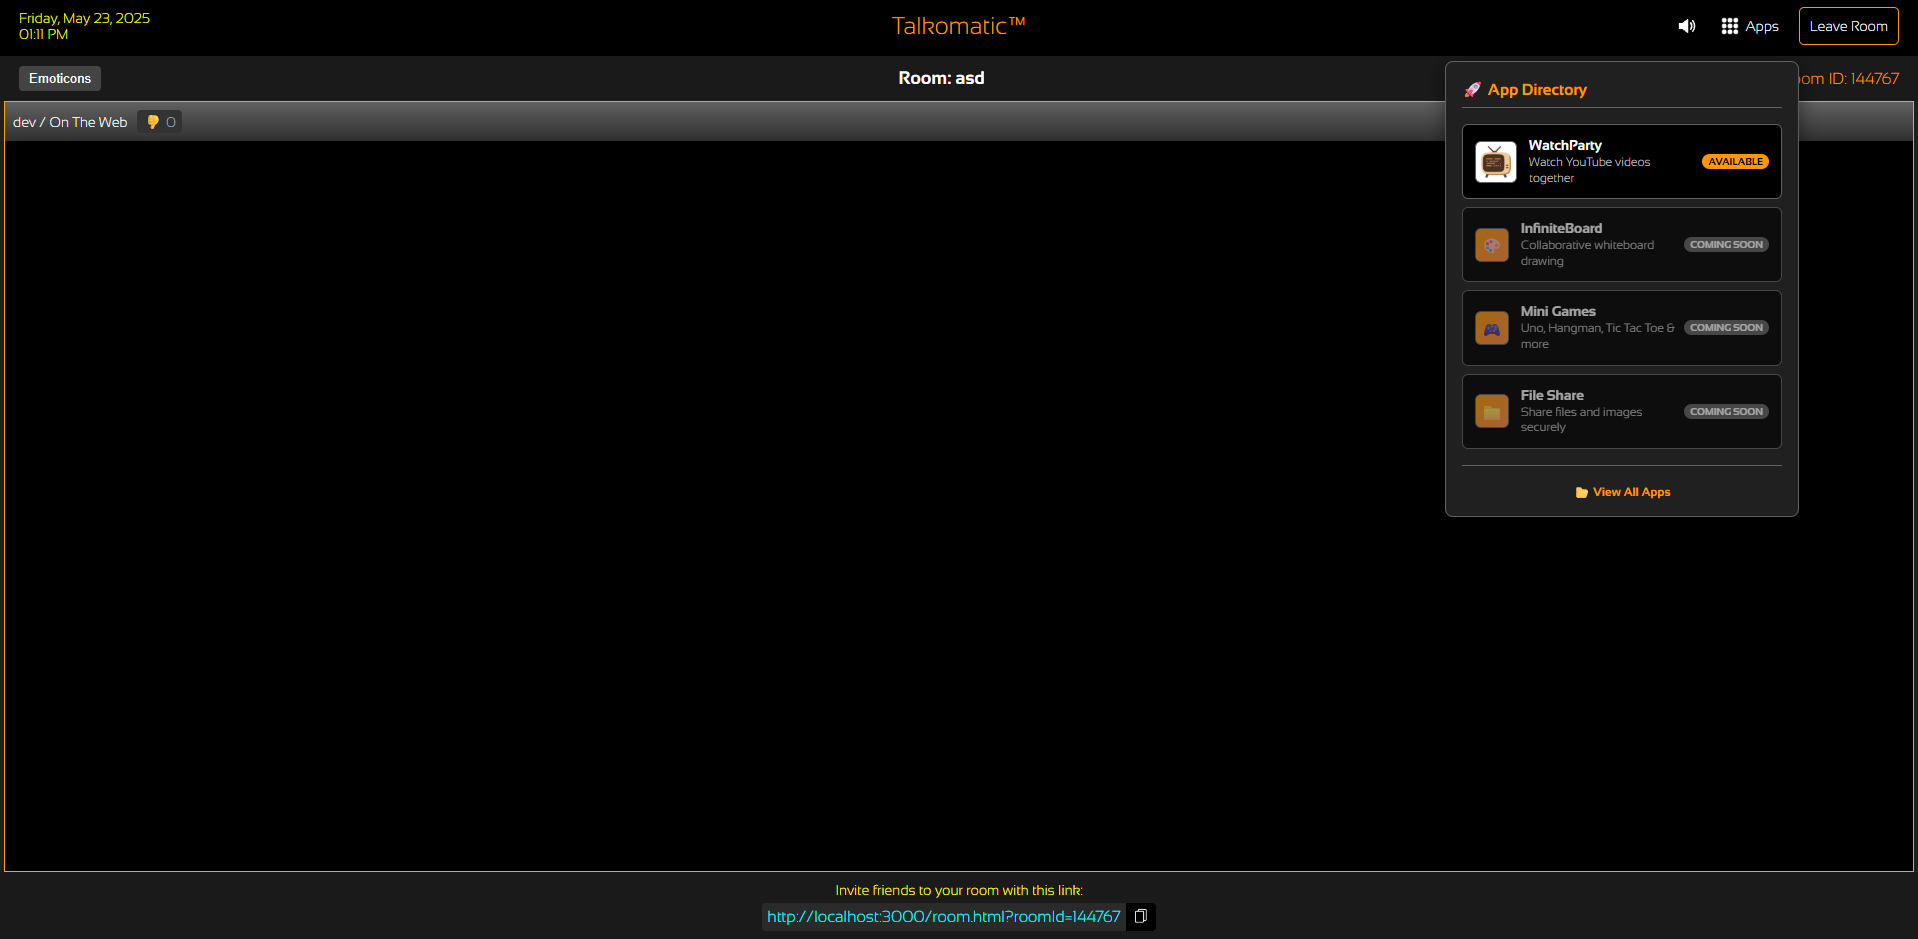 Friday, May 23, 2025
01:11 PM
Talkomatic™
Apps
Leave Room
Emoticons
Room: asd
oom ID: 144767
dev / On The Web
0
App Directory
WatchParty
Watch YouTube videos
together
AVAILABLE
InfiniteBoard
Collaborative whiteboard
drawing
COMING SOON
Mini Games
Uno, Hangman, Tic Tac Toe &
more
COMING SOON
File Share
Share files and images
securely
COMING SOON
View All Apps
Invite friends to your room with this link:
http://localhost:3000/room.html?roomId=144767